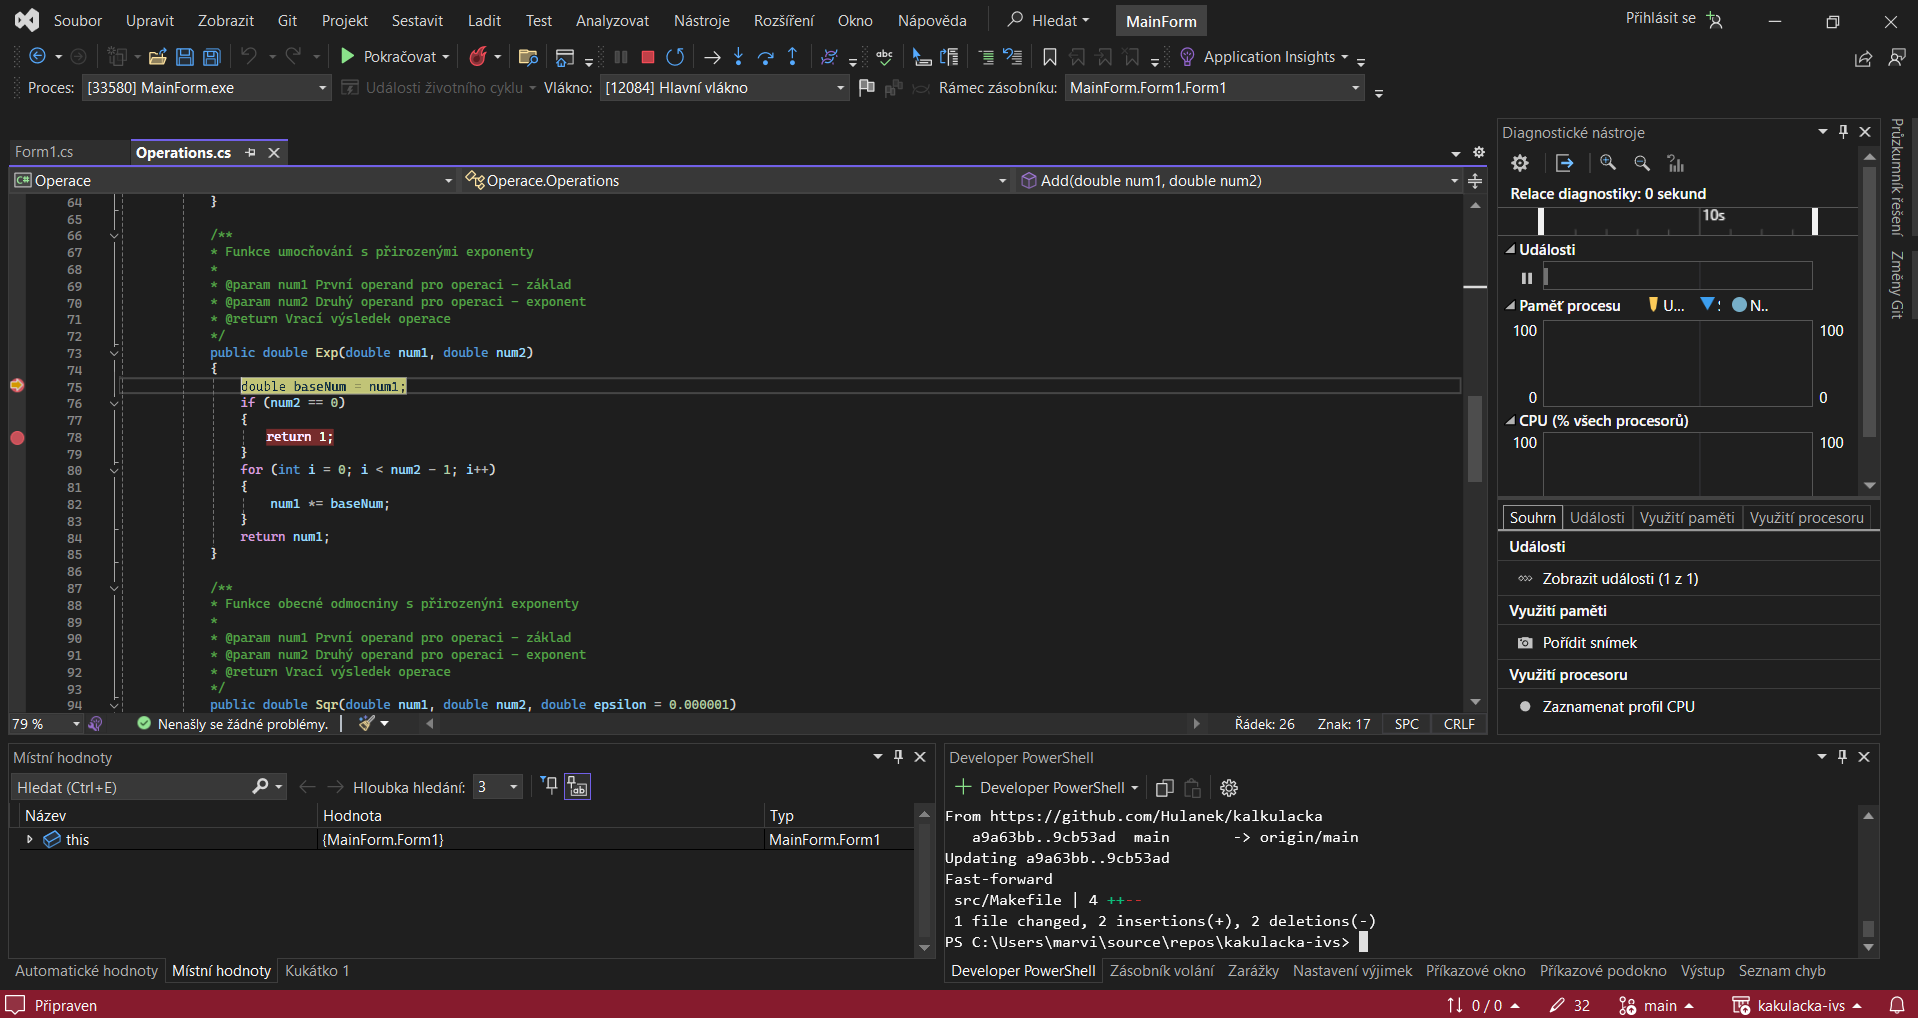 Soubor Upravit Zobrazit Git Projekt Sestavit Ladit Test Analyzovat Nástroje Rozšíření Okno Nápověda Hledat MainForm Přihlásit se
Pokračovat Application Insights
Proces: [33580] MainForm.exe Události životního cyklu Vlákno: [12084] Hlavní vlákno Rámec zásobníku: MainForm.Form1.Form1
Form1.cs Operations.cs
Operace Operace.Operations Add(double num1, double num2)
64 }
65
66 /**
67 * Funkce umocňování s přirozenými exponenty
68 *
69 * @param num1 První operand pro operaci - základ
70 * @param num2 Druhý operand pro operaci - exponent
71 * @return Vrací výsledek operace
72 */
73 public double Exp(double num1, double num2)
74 {
75 double baseNum = num1;
76 if (num2 == 0)
77 {
78 return 1;
79 }
80 for (int i = 0; i < num2 - 1; i++)
81 {
82 num1 *= baseNum;
83 }
84 return num1;
85 }
86
87 /**
88 * Funkce obecné odmocniny s přirozenýni exponenty
89 *
90 * @param num1 První operand pro operaci - základ
91 * @param num2 Druhý operand pro operaci - exponent
92 * @return Vrací výsledek operace
93 */
94 public double Sqr(double num1, double num2, double epsilon = 0.000001)
79 % Nenašly se žádné problémy. Řádek: 26 Znak: 17 SPC CRLF
Diagnostické nástroje
Relace diagnostiky: 0 sekund
10s
Události
Paměť procesu U... : N..
100 100
0 0
CPU (% všech procesorů)
100 100
Souhrn Události Využití paměti Využití procesoru
Události
Zobrazit události (1 z 1)
Využití paměti
Pořídit snímek
Využití procesoru
Zaznamenat profil CPU
Průzkumník řešení
Změny Git
Místní hodnoty
Hledat (Ctrl+E) Hloubka hledání: 3
Název Hodnota Typ
this {MainForm.Form1} MainForm.Form1
Automatické hodnoty Místní hodnoty Kukátko 1
Developer PowerShell
Developer PowerShell
From https://github.com/Hulanek/kalkulacka
a9a63bb..9cb53ad main -> origin/main
Updating a9a63bb..9cb53ad
Fast-forward
src/Makefile | 4 ++--
1 file changed, 2 insertions(+), 2 deletions(-)
PS C:\Users\marvi\source\repos\kakulacka-ivs>
Developer PowerShell Zásobník volání Zarážky Nastavení výjimek Příkazové okno Příkazové podokno Výstup Seznam chyb
Připraven 0 / 0 32 main kakulacka-ivs